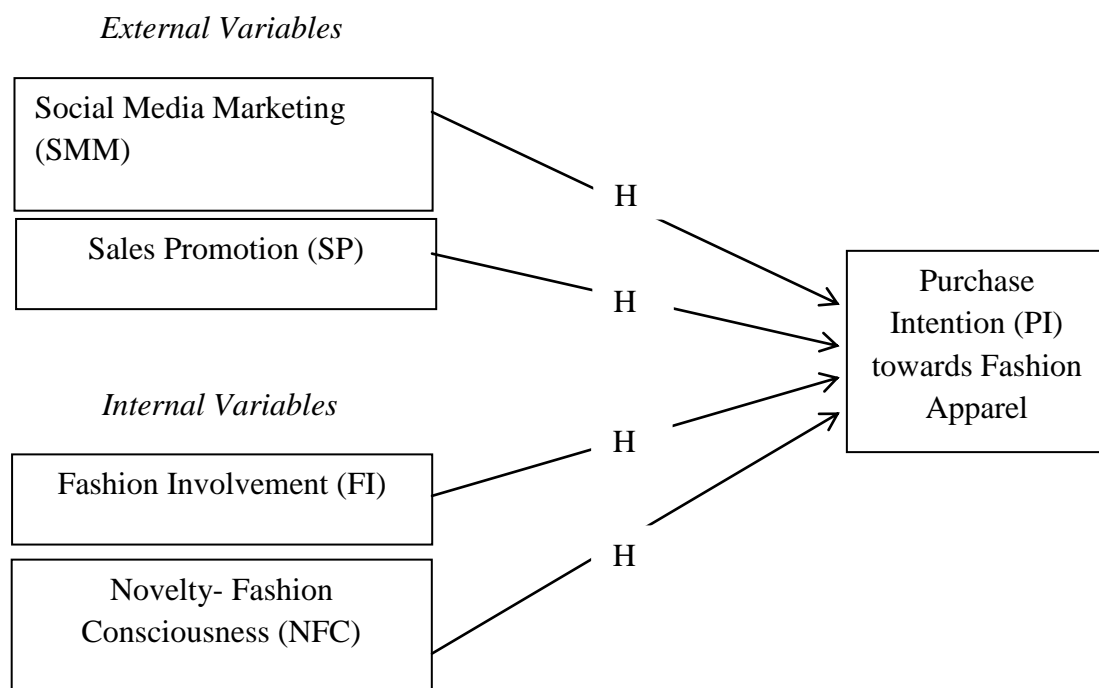 External Variables
Social Media Marketing
(SMM)
H
Sales Promotion (SP)
H
Purchase
Intention (PI)
towards Fashion
Apparel
Internal Variables
Fashion Involvement (FI)
H
Novelty- Fashion
Consciousness (NFC)
H